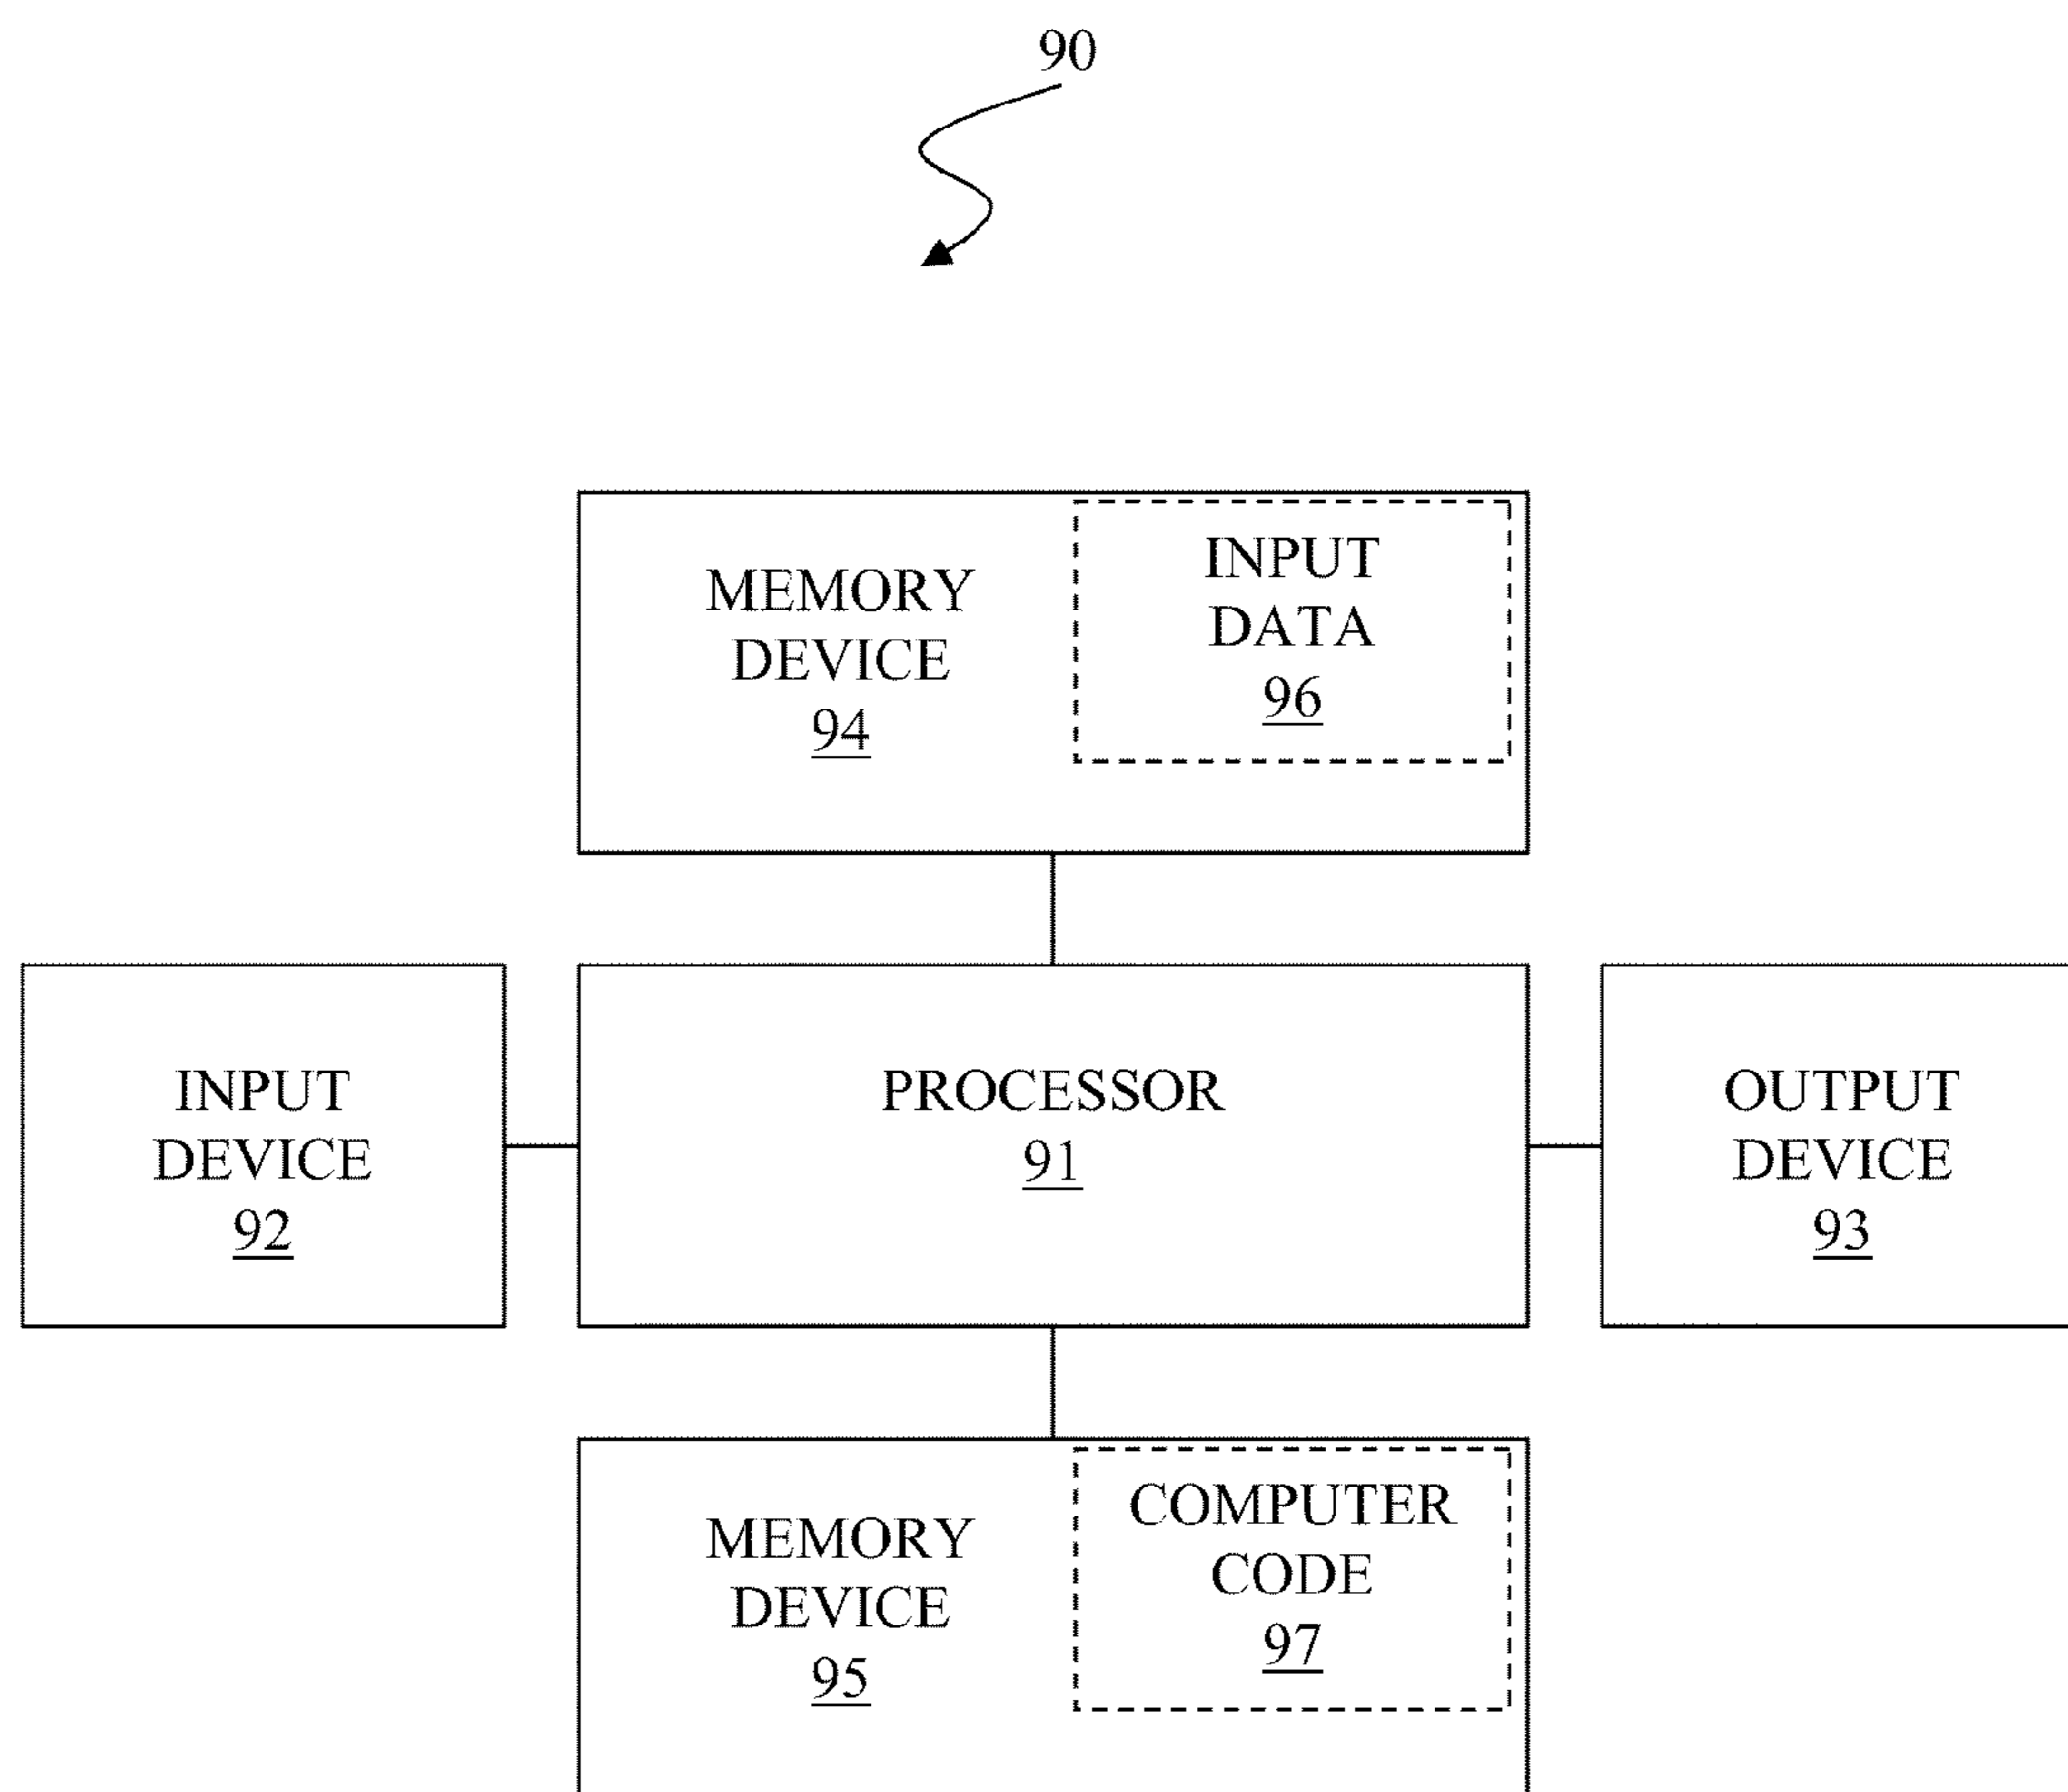 90
MEMORY
DEVICE
94
INPUT
DATA
96
INPUT
DEVICE
92
PROCESSOR
91
OUTPUT
DEVICE
93
MEMORY
DEVICE
95
COMPUTER
CODE
97